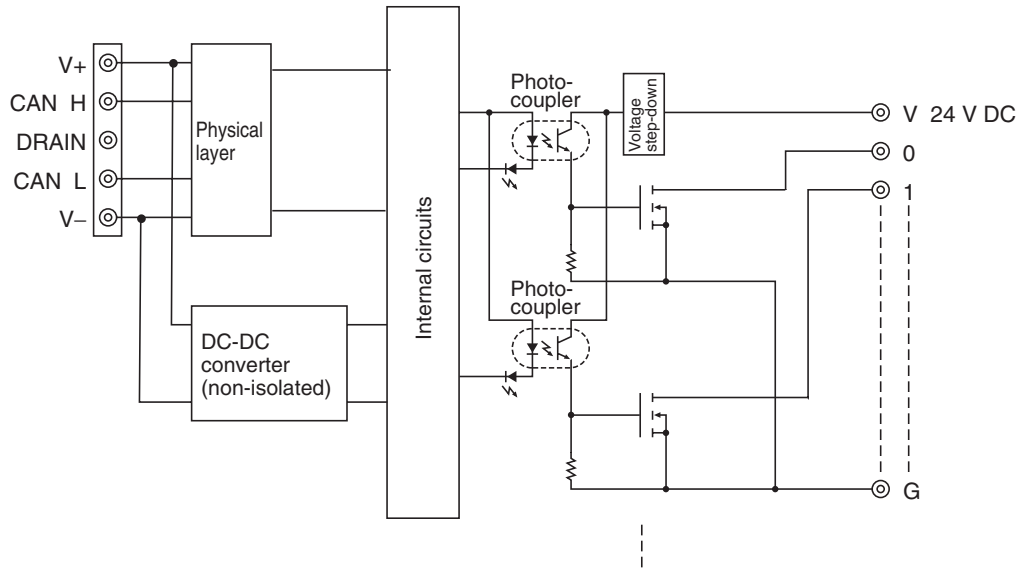 V+
CAN H
DRAIN
CAN L
V–
Physical
layer
DC-DC
converter
(non-isolated)
Internal circuits
Photo-
coupler
Voltage
step-down
Photo-
coupler
V 24 V DC
0
1
G